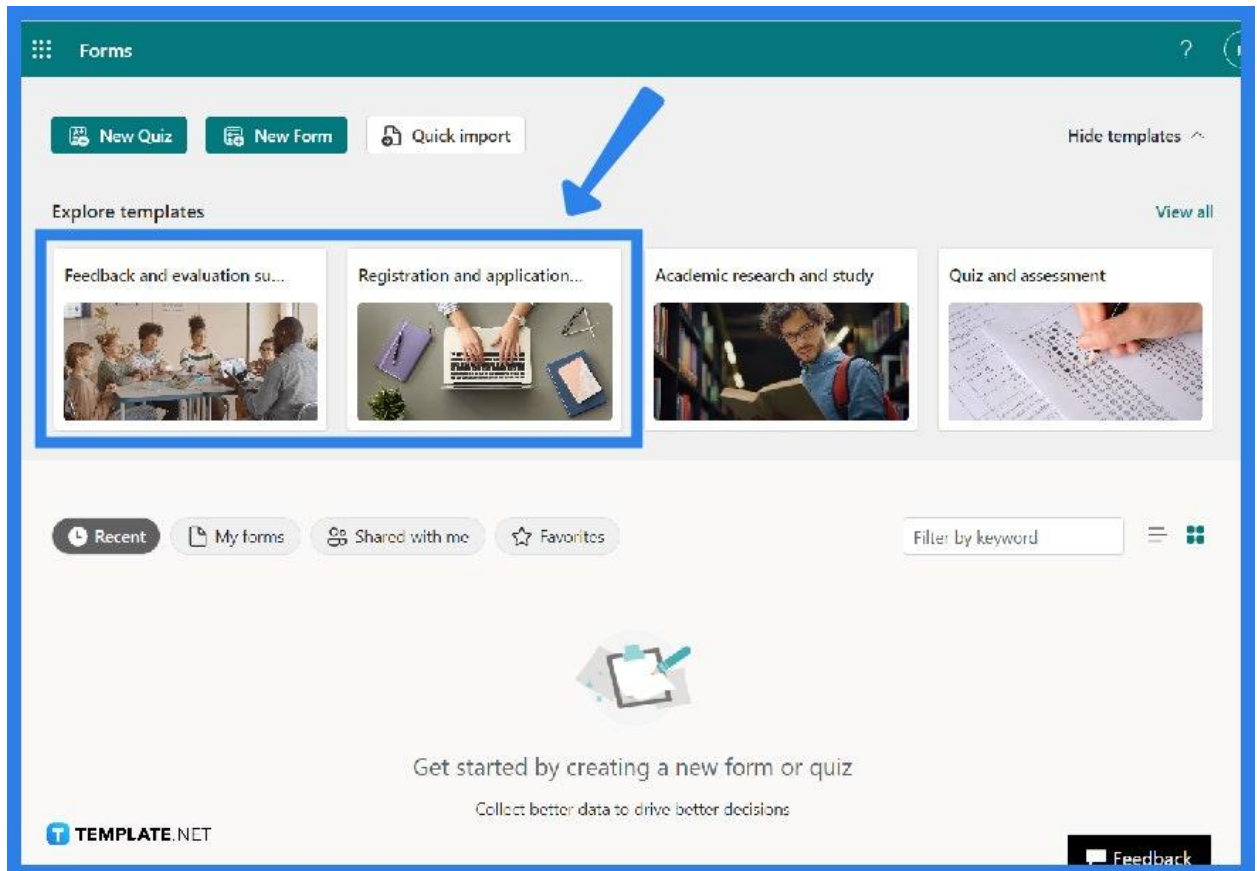 Forms
?
New Quiz
New Form
Quick import
Hide templates
Explore templates
View all
Feedback and evaluation su...
Registration and application...
Academic research and study
Quiz and assessment
Recent
My forms
Shared with me
Favorites
Filter by keyword
Get started by creating a new form or quiz
Collect better data to drive better decisions
T TEMPLATE.NET
Feedback